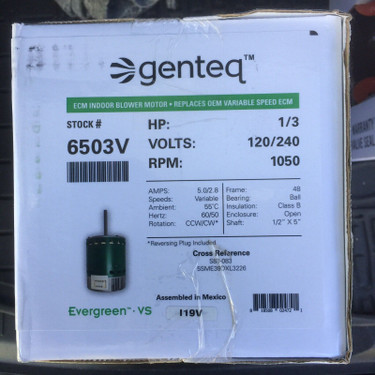 genteq™
ECM INDOOR BLOWER MOTOR • REPLACES OEM VARIABLE SPEED ECM
STOCK #
6503V
HP: 1/3
VOLTS: 120/240
RPM: 1050
AMPS: 5.0/2.8
Speeds: Variable
Ambient: 55°C
Hertz 60/50
Rotation: CCW/CW*
Frame: 48
Bearing: Ball
Insulation: Class B
Enclosure: Open
Shaft: 1/2" X 5"
*Reversing Plug Included
Cross Reference
Evergreen™ · VS
Assembled in Mexico
I19V